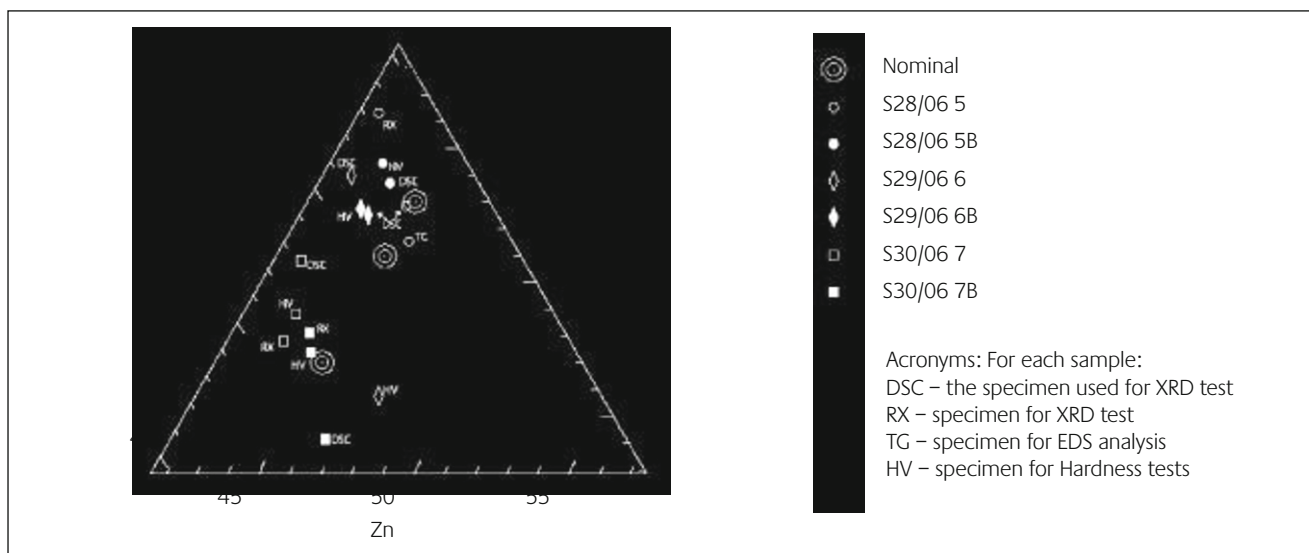 RX
DSC
HV
DSC
HV
DSC
TG
DSC
HV
RX
RX
HV
HV
DSC
45 50 55
Zn
Nominal
S28/06 5
S28/06 5B
S29/06 6
S29/06 6B
S30/06 7
S30/06 7B
Acronyms: For each sample:
DSC – the specimen used for XRD test
RX – specimen for XRD test
TG – specimen for EDS analysis
HV – specimen for Hardness tests